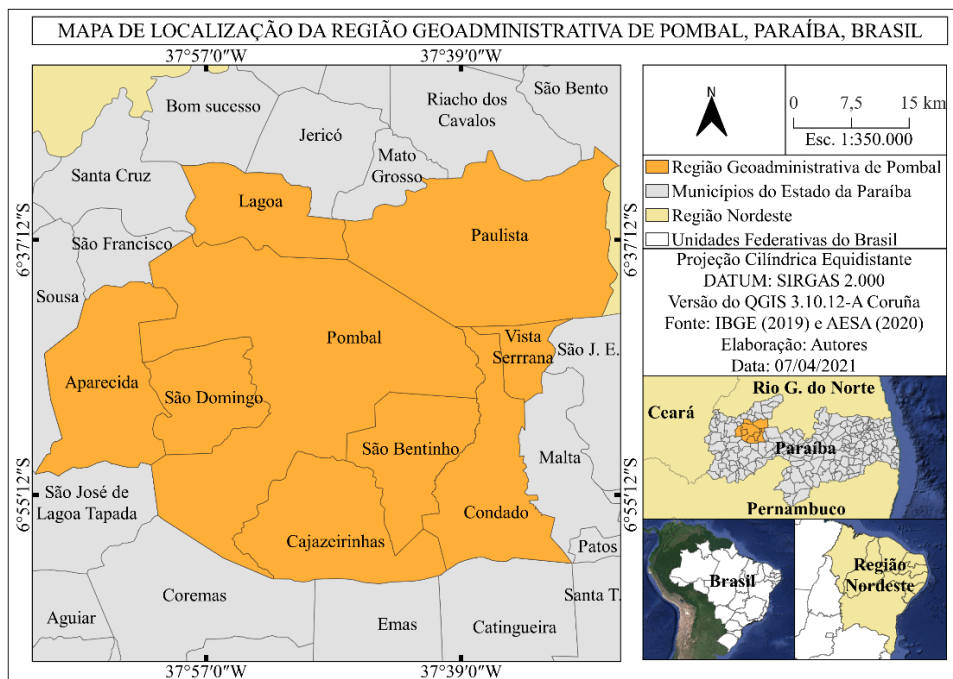 MAPA DE LOCALIZAÇÃO DA REGIÃO GEOADMINISTRATIVA DE POMBAL, PARAÍBA, BRASIL
37°57'0"W
37°39'0"W
6°37'12"S
6°55'12"S
Bom sucesso
Jericó
Riacho dos
Cavalos
São Bento
Mato
Grosso
Santa Cruz
Lagoa
Paulista
São Francisco
Sousa
Pombal
Vista
Serrrana
São J. E.
Aparecida
São Domingo
São Bentinho
Malta
São José de
Lagoa Tapada
Condado
Cajazeirinhas
Patos
Coremas
Santa T.
Aguiar
Emas
Catingueira
6°37'12"S
6°55'12"S
37°57'0"W
37°39'0"W
N
0 7,5 15 km
Esc. 1:350.000
Região Geoadministrativa de Pombal
Municípios do Estado da Paraíba
Região Nordeste
Unidades Federativas do Brasil
Projeção Cilíndrica Equidistante
DATUM: SIRGAS 2.000
Versão do QGIS 3.10.12-A Coruña
Fonte: IBGE (2019) e AESA (2020)
Elaboração: Autores
Data: 07/04/2021
Rio G. do Norte
Ceará
Paraíba
Pernambuco
Brasil
Região
Nordeste